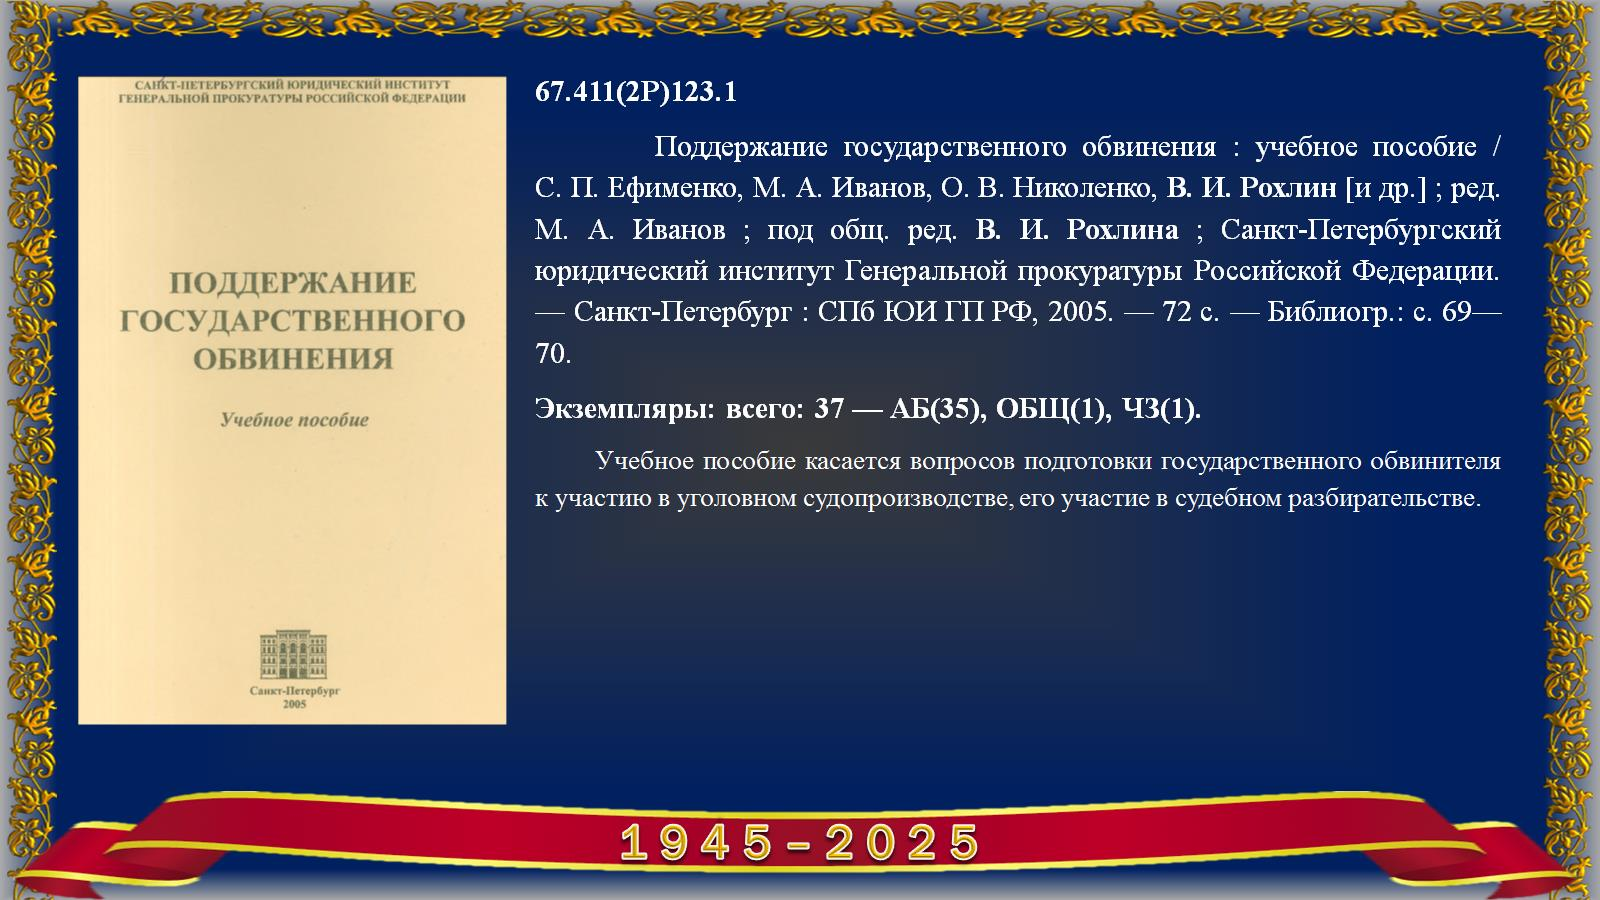 САНКТ-ПЕТЕРБУРГСКИЙ ЮРИДИЧЕСКИЙ ИНСТИТУТ
ГЕНЕРАЛЬНОЙ ПРОКУРАТУРЫ РОССИЙСКОЙ ФЕДЕРАЦИИ
ПОДДЕРЖАНИЕ
ГОСУДАРСТВЕННОГО
ОБВИНЕНИЯ
Учебное пособие
Санкт-Петербург
2005
67.411(2Р)123.1
Поддержание государственного обвинения : учебное пособие /
С. П. Ефименко, М. А. Иванов, О. В. Николенко, В. И. Рохлин [и др.] ; ред.
М. А. Иванов ; под общ. ред. В. И. Рохлина ; Санкт-Петербургский
юридический институт Генеральной прокуратуры Российской Федерации.
— Санкт-Петербург : СПб ЮИ ГП РФ, 2005. — 72 с. — Библиогр.: с. 69—
70.
Экземпляры: всего: 37 — АБ(35), ОБЩ(1), ЧЗ(1).
Учебное пособие касается вопросов подготовки государственного обвинителя
к участию в уголовном судопроизводстве, его участие в судебном разбирательстве.
1945–2025